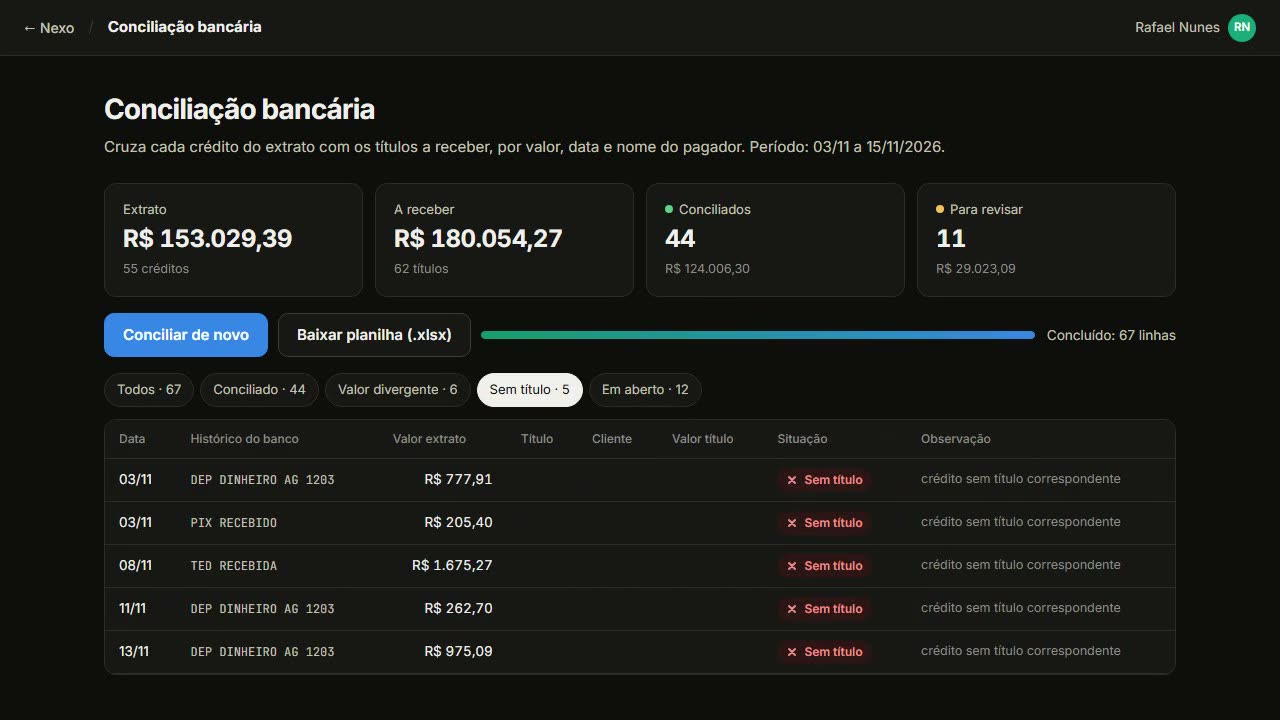 ← Nexo / Conciliação bancária Rafael Nunes RN
Conciliação bancária
Cruza cada crédito do extrato com os títulos a receber, por valor, data e nome do pagador. Período: 03/11 a 15/11/2026.
Extrato A receber Conciliados Para revisar
R$ 153.029,39 R$ 180.054,27 44 11
55 créditos 62 títulos R$ 124.006,30 R$ 29.023,09
Conciliar de novo Baixar planilha (.xlsx) Concluído: 67 linhas
Todos · 67 Conciliado · 44 Valor divergente · 6 Sem título · 5 Em aberto · 12
Data Histórico do banco Valor extrato Título Cliente Valor título Situação Observação
03/11 DEP DINHEIRO AG 1203 R$ 777,91 × Sem título crédito sem título correspondente
03/11 PIX RECEBIDO R$ 205,40 × Sem título crédito sem título correspondente
08/11 TED RECEBIDA R$ 1.675,27 × Sem título crédito sem título correspondente
11/11 DEP DINHEIRO AG 1203 R$ 262,70 × Sem título crédito sem título correspondente
13/11 DEP DINHEIRO AG 1203 R$ 975,09 × Sem título crédito sem título correspondente